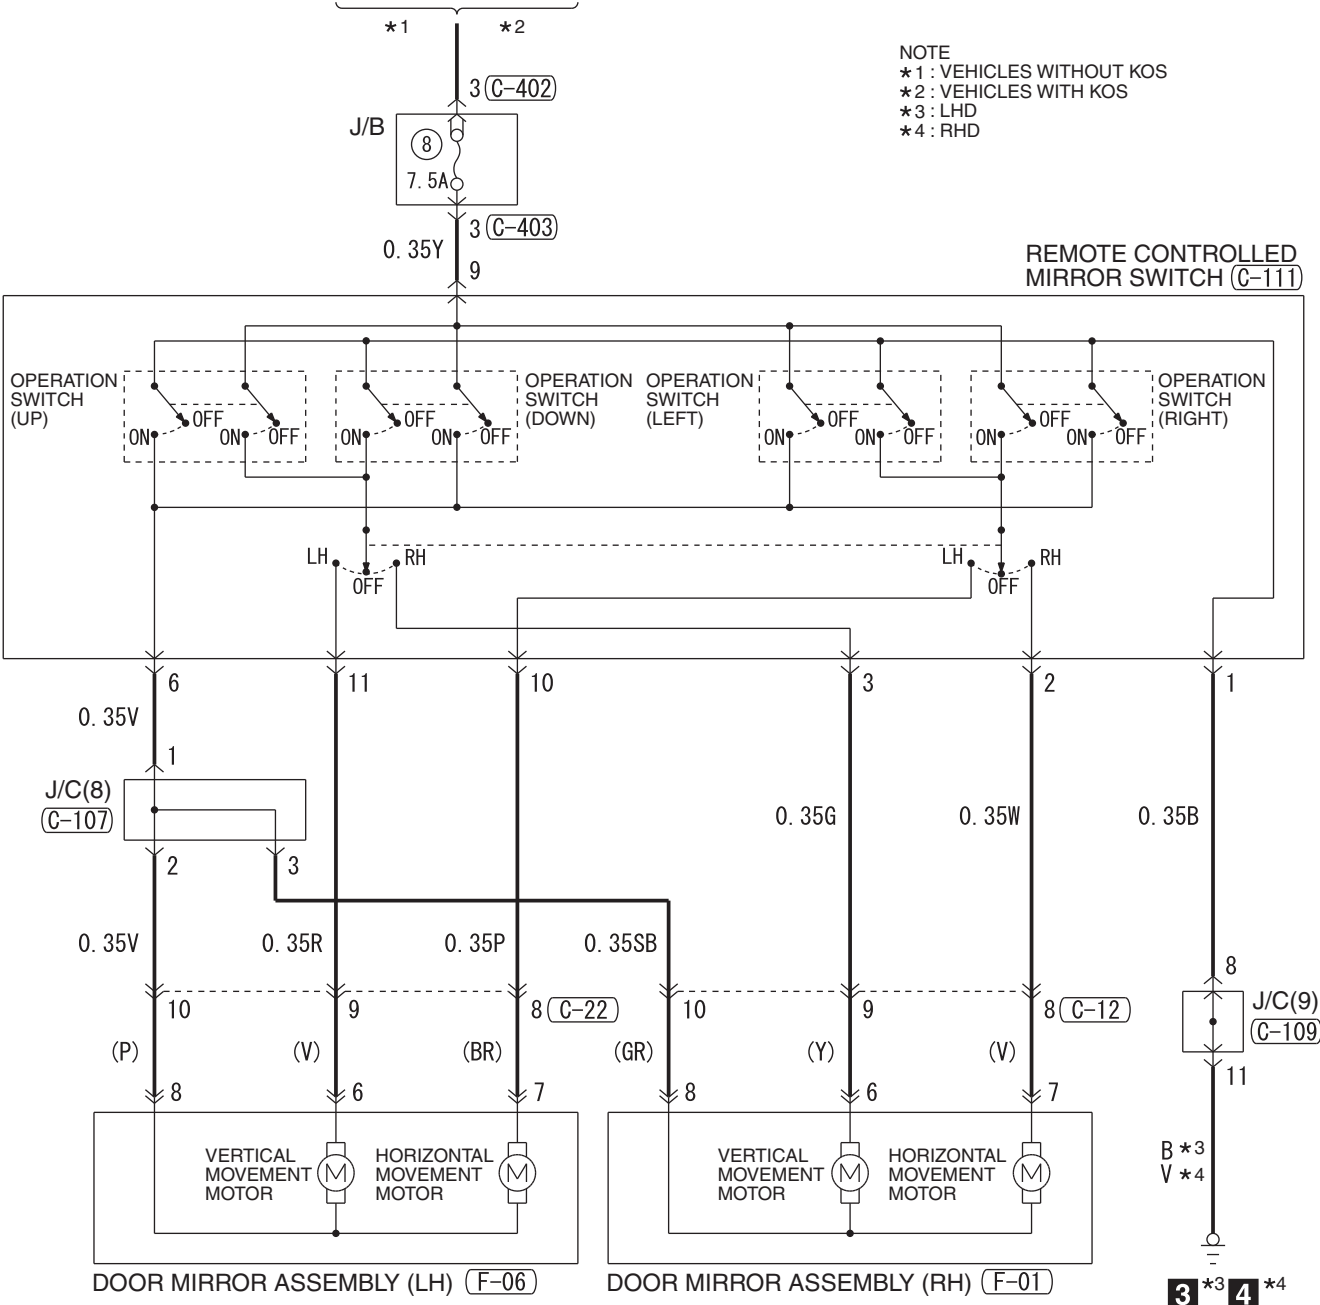 *1 *2
NOTE
*1 : VEHICLES WITHOUT KOS
*2 : VEHICLES WITH KOS
*3 : LHD
*4 : RHD
3 C-402
J/B
8
7.5A
3 C-403
0.35Y
9
REMOTE CONTROLLED
MIRROR SWITCH C-111
OPERATION
SWITCH
(UP)
ON OFF ON OFF
ON OFF ON OFF
OPERATION
SWITCH
(DOWN)
OPERATION
SWITCH
(LEFT)
ON OFF ON OFF
ON OFF ON OFF
OPERATION
SWITCH
(RIGHT)
LH RH
OFF
LH RH
OFF
6 11 10 3 2 1
0.35V
1
J/C(8)
C-107
2 3
0.35G 0.35W 0.35B
0.35V 0.35R 0.35P 0.35SB
8
J/C(9)
C-109
11
10 9 8 C-22 10 9 8 C-12
(P) (V) (BR) (GR) (Y) (V)
8 6 7 8 6 7
VERTICAL
MOVEMENT
MOTOR
M
HORIZONTAL
MOVEMENT
MOTOR
M
VERTICAL
MOVEMENT
MOTOR
M
HORIZONTAL
MOVEMENT
MOTOR
M
B *3
V *4
DOOR MIRROR ASSEMBLY (LH) F-06
DOOR MIRROR ASSEMBLY (RH) F-01
3 *3 4 *4